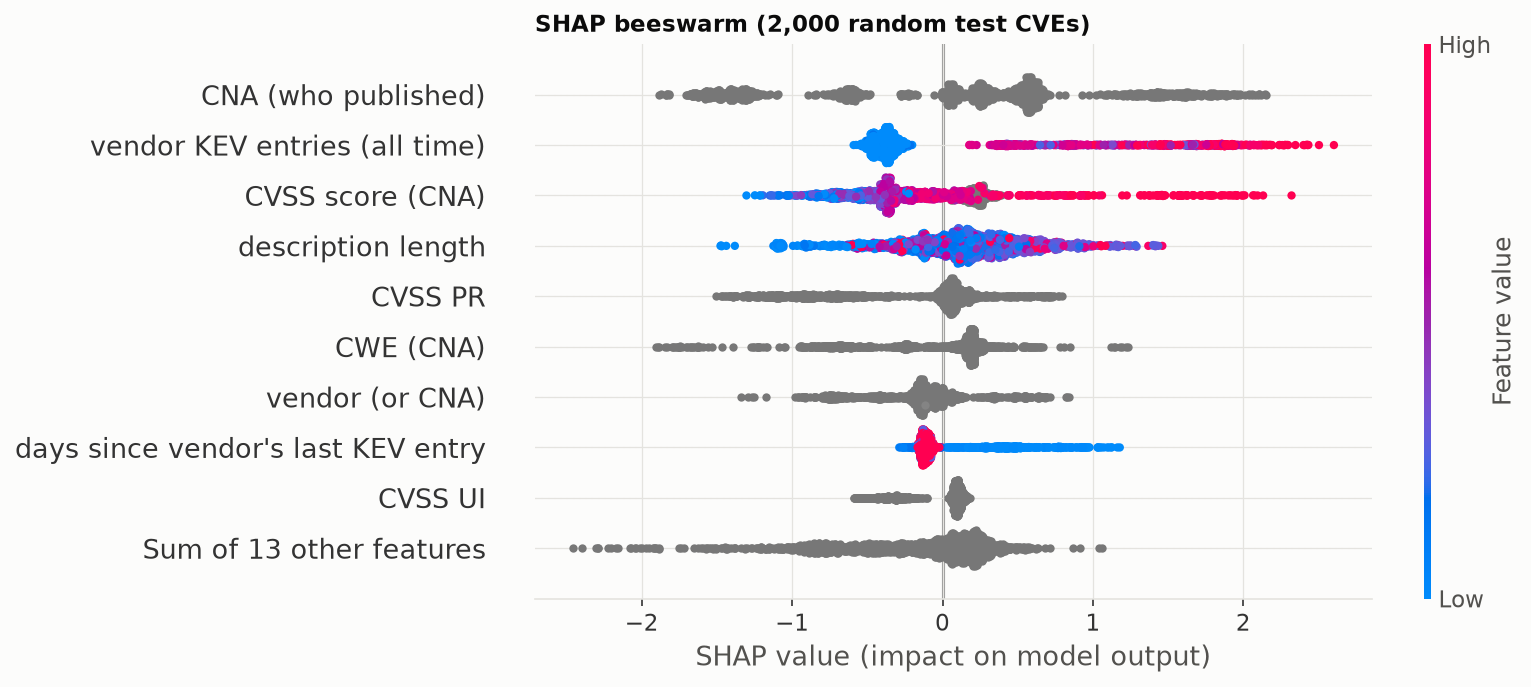 SHAP beeswarm (2,000 random test CVEs)
High
CNA (who published)
vendor KEV entries (all time)
CVSS score (CNA)
description length
CVSS PR
CWE (CNA)
vendor (or CNA)
days since vendor's last KEV entry
CVSS UI
Sum of 13 other features
Feature value
Low
−2 −1 0 1 2
SHAP value (impact on model output)